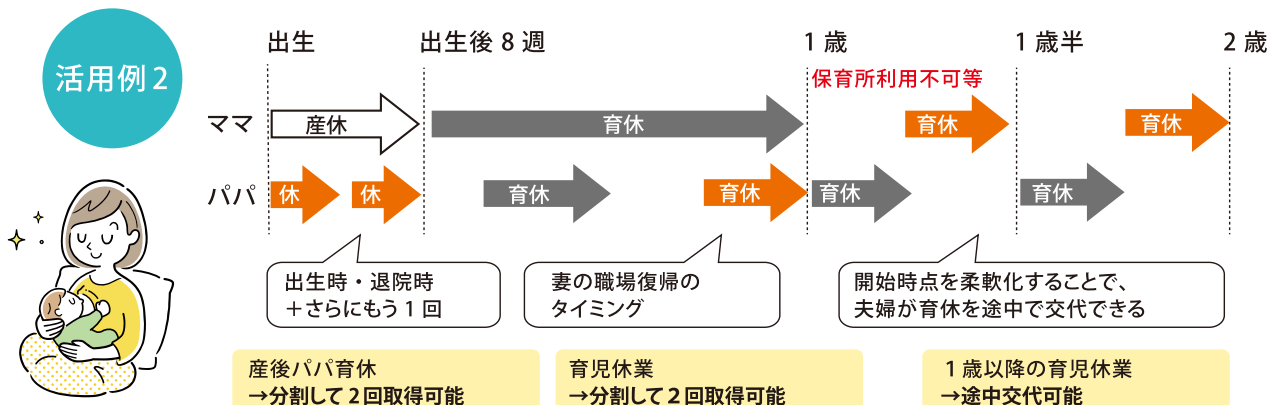 活用例2
出生
出生後8週
1歳
1歳半
2歳
保育所利用不可等
ママ
産休
育休
育休
育休
パパ
休
休
育休
育休
育休
育休
出生時・退院時
＋さらにもう1回
妻の職場復帰の
タイミング
開始時点を柔軟化することで、
夫婦が育休を途中で交代できる
産後パパ育休
→分割して2回取得可能
育児休業
→分割して2回取得可能
1歳以降の育児休業
→途中交代可能